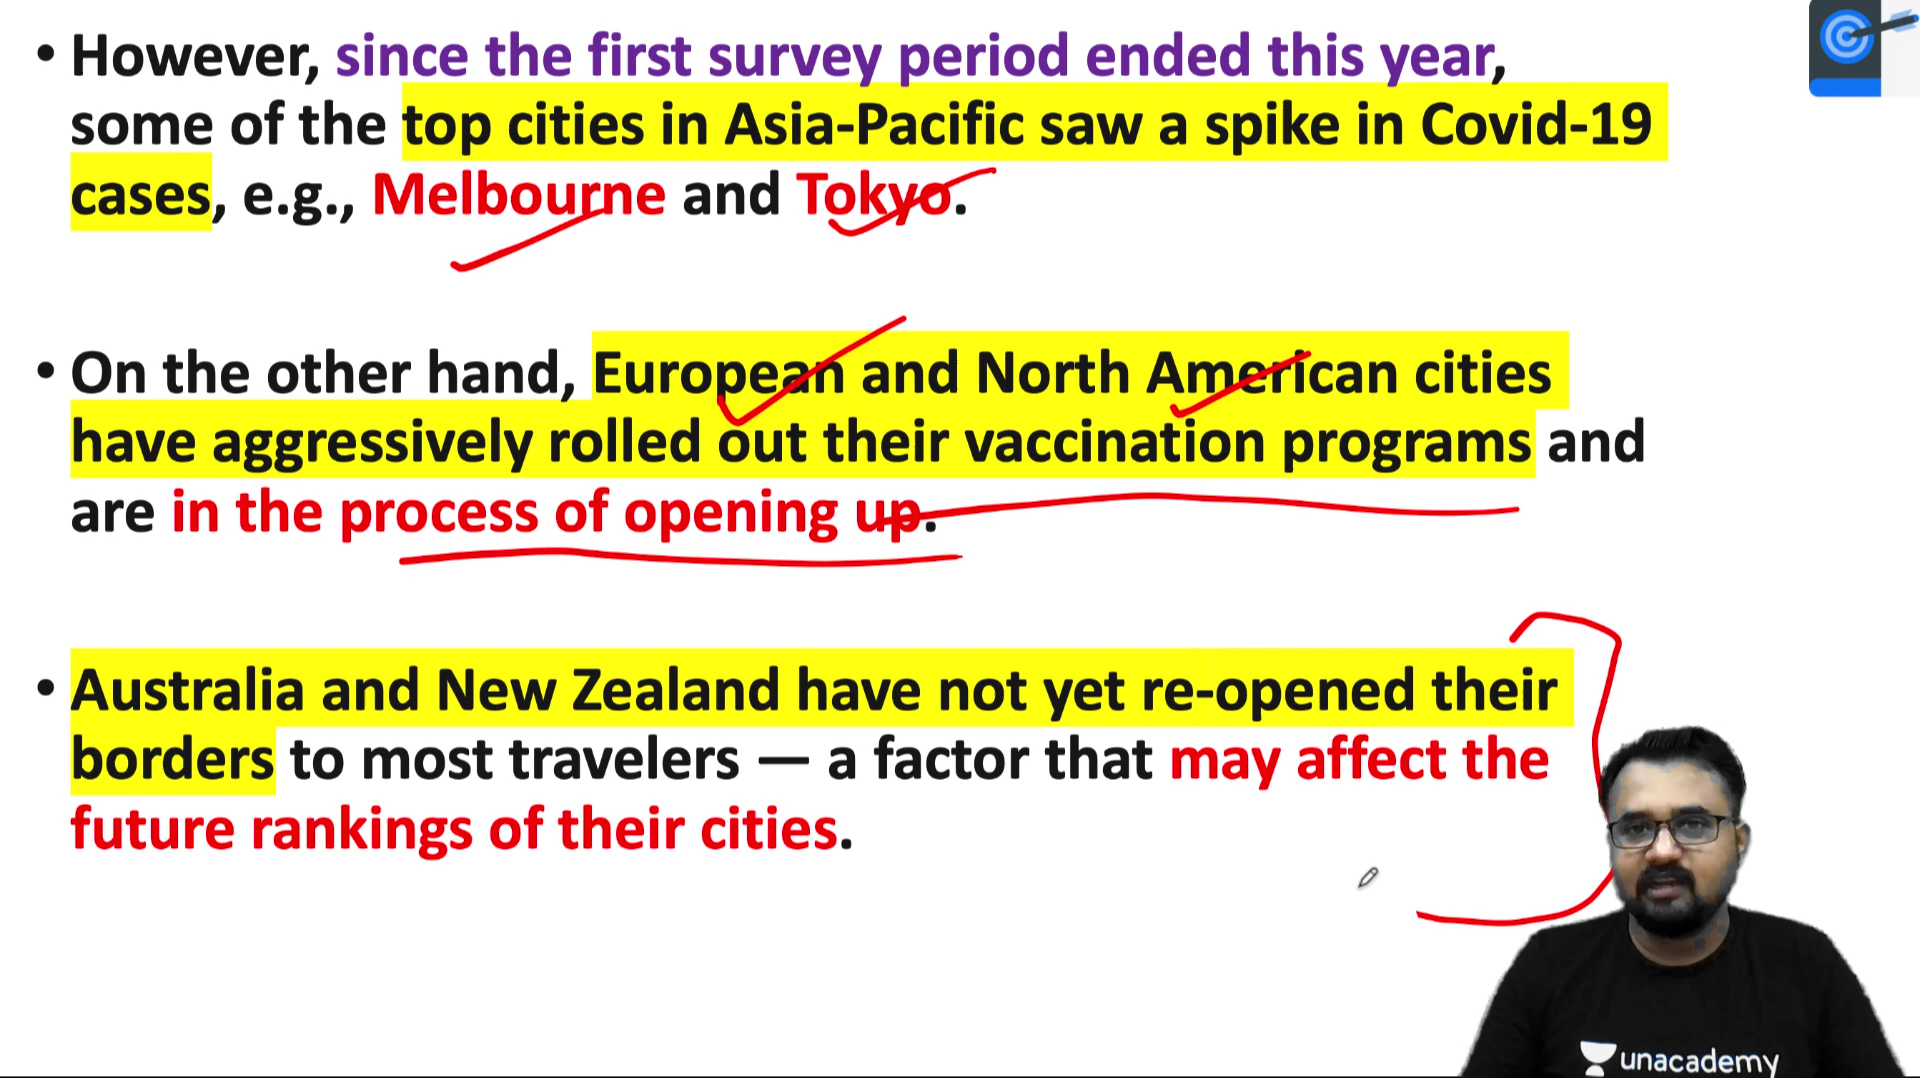 • However, since the first survey period ended this year,
some of the top cities in Asia-Pacific saw a spike in Covid-19
cases, e.g., Melbourne and Tokyo.
• On the other hand, European and North American cities
have aggressively rolled out their vaccination programs and
are in the process of opening up.
• Australia and New Zealand have not yet re-opened their
borders to most travelers — a factor that may affect the
future rankings of their cities.
unacademy